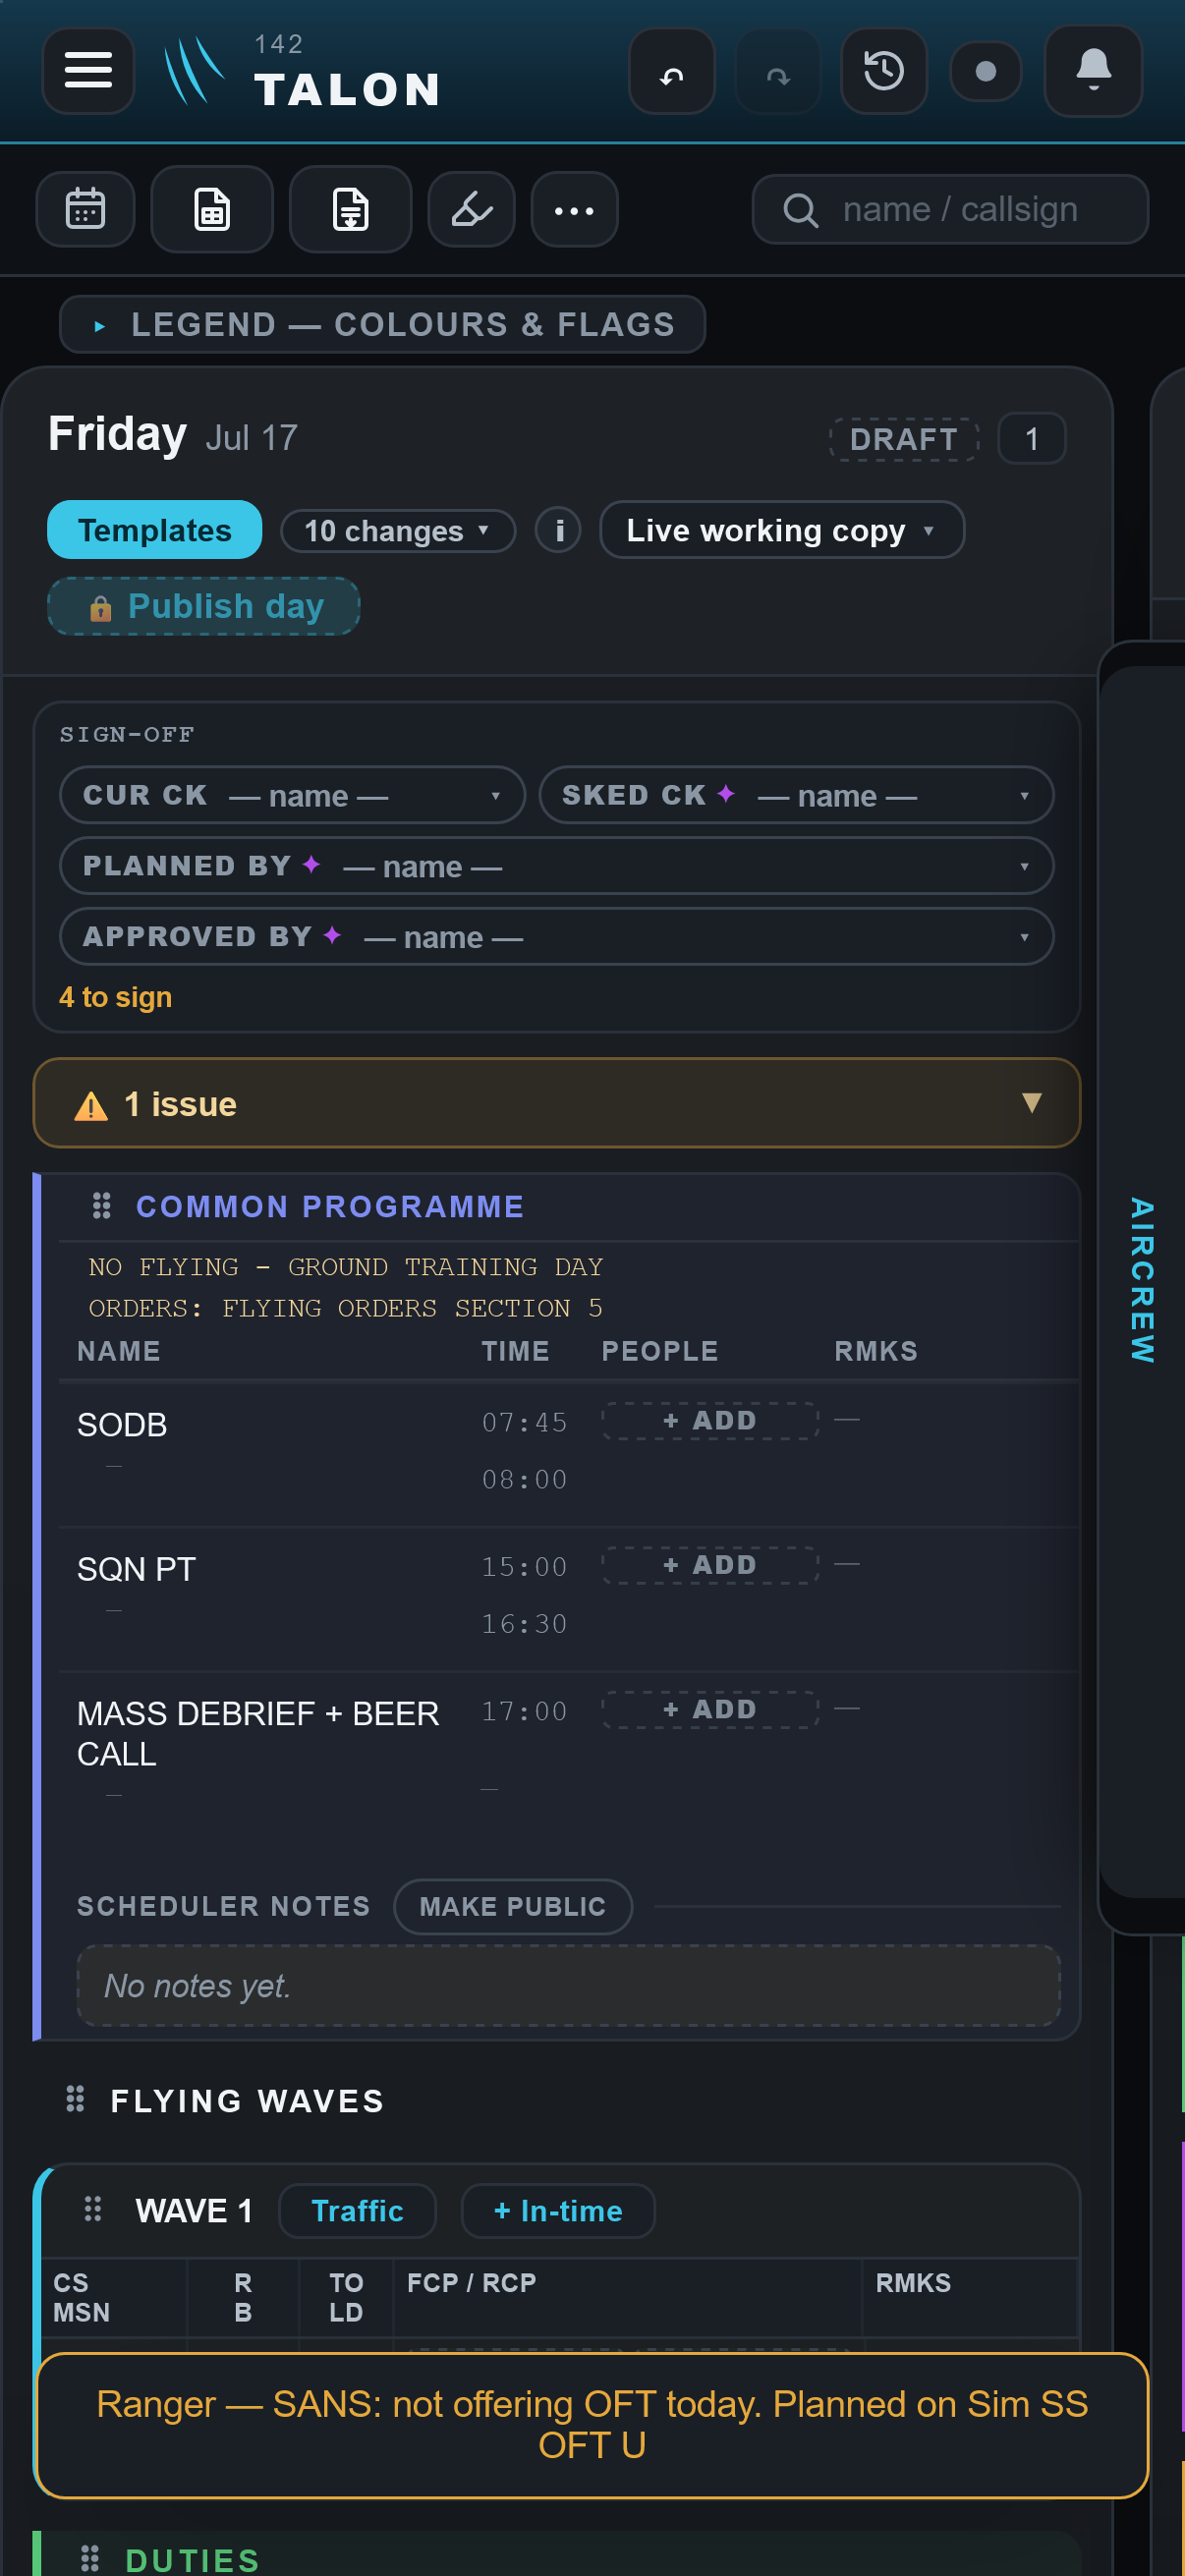 142
TALON
name / callsign
▸ LEGEND — COLOURS & FLAGS
Friday Jul 17
DRAFT 1
Templates 10 changes ▾ i Live working copy ▾
Publish day
SIGN-OFF
CUR CK — name — ▾ SKED CK ✦ — name — ▾
PLANNED BY ✦ — name — ▾
APPROVED BY ✦ — name — ▾
4 to sign
⚠ 1 issue ▼
COMMON PROGRAMME
NO FLYING - GROUND TRAINING DAY
ORDERS: FLYING ORDERS SECTION 5
NAME TIME PEOPLE RMKS
SODB 07:45 + ADD —
— 08:00
SQN PT 15:00 + ADD —
— 16:30
MASS DEBRIEF + BEER 17:00 + ADD —
CALL
— —
SCHEDULER NOTES MAKE PUBLIC
No notes yet.
AIRCREW
FLYING WAVES
WAVE 1 Traffic + In-time
CS R TO FCP / RCP RMKS
MSN B LD
Ranger — SANS: not offering OFT today. Planned on Sim SS
OFT U
DUTIES